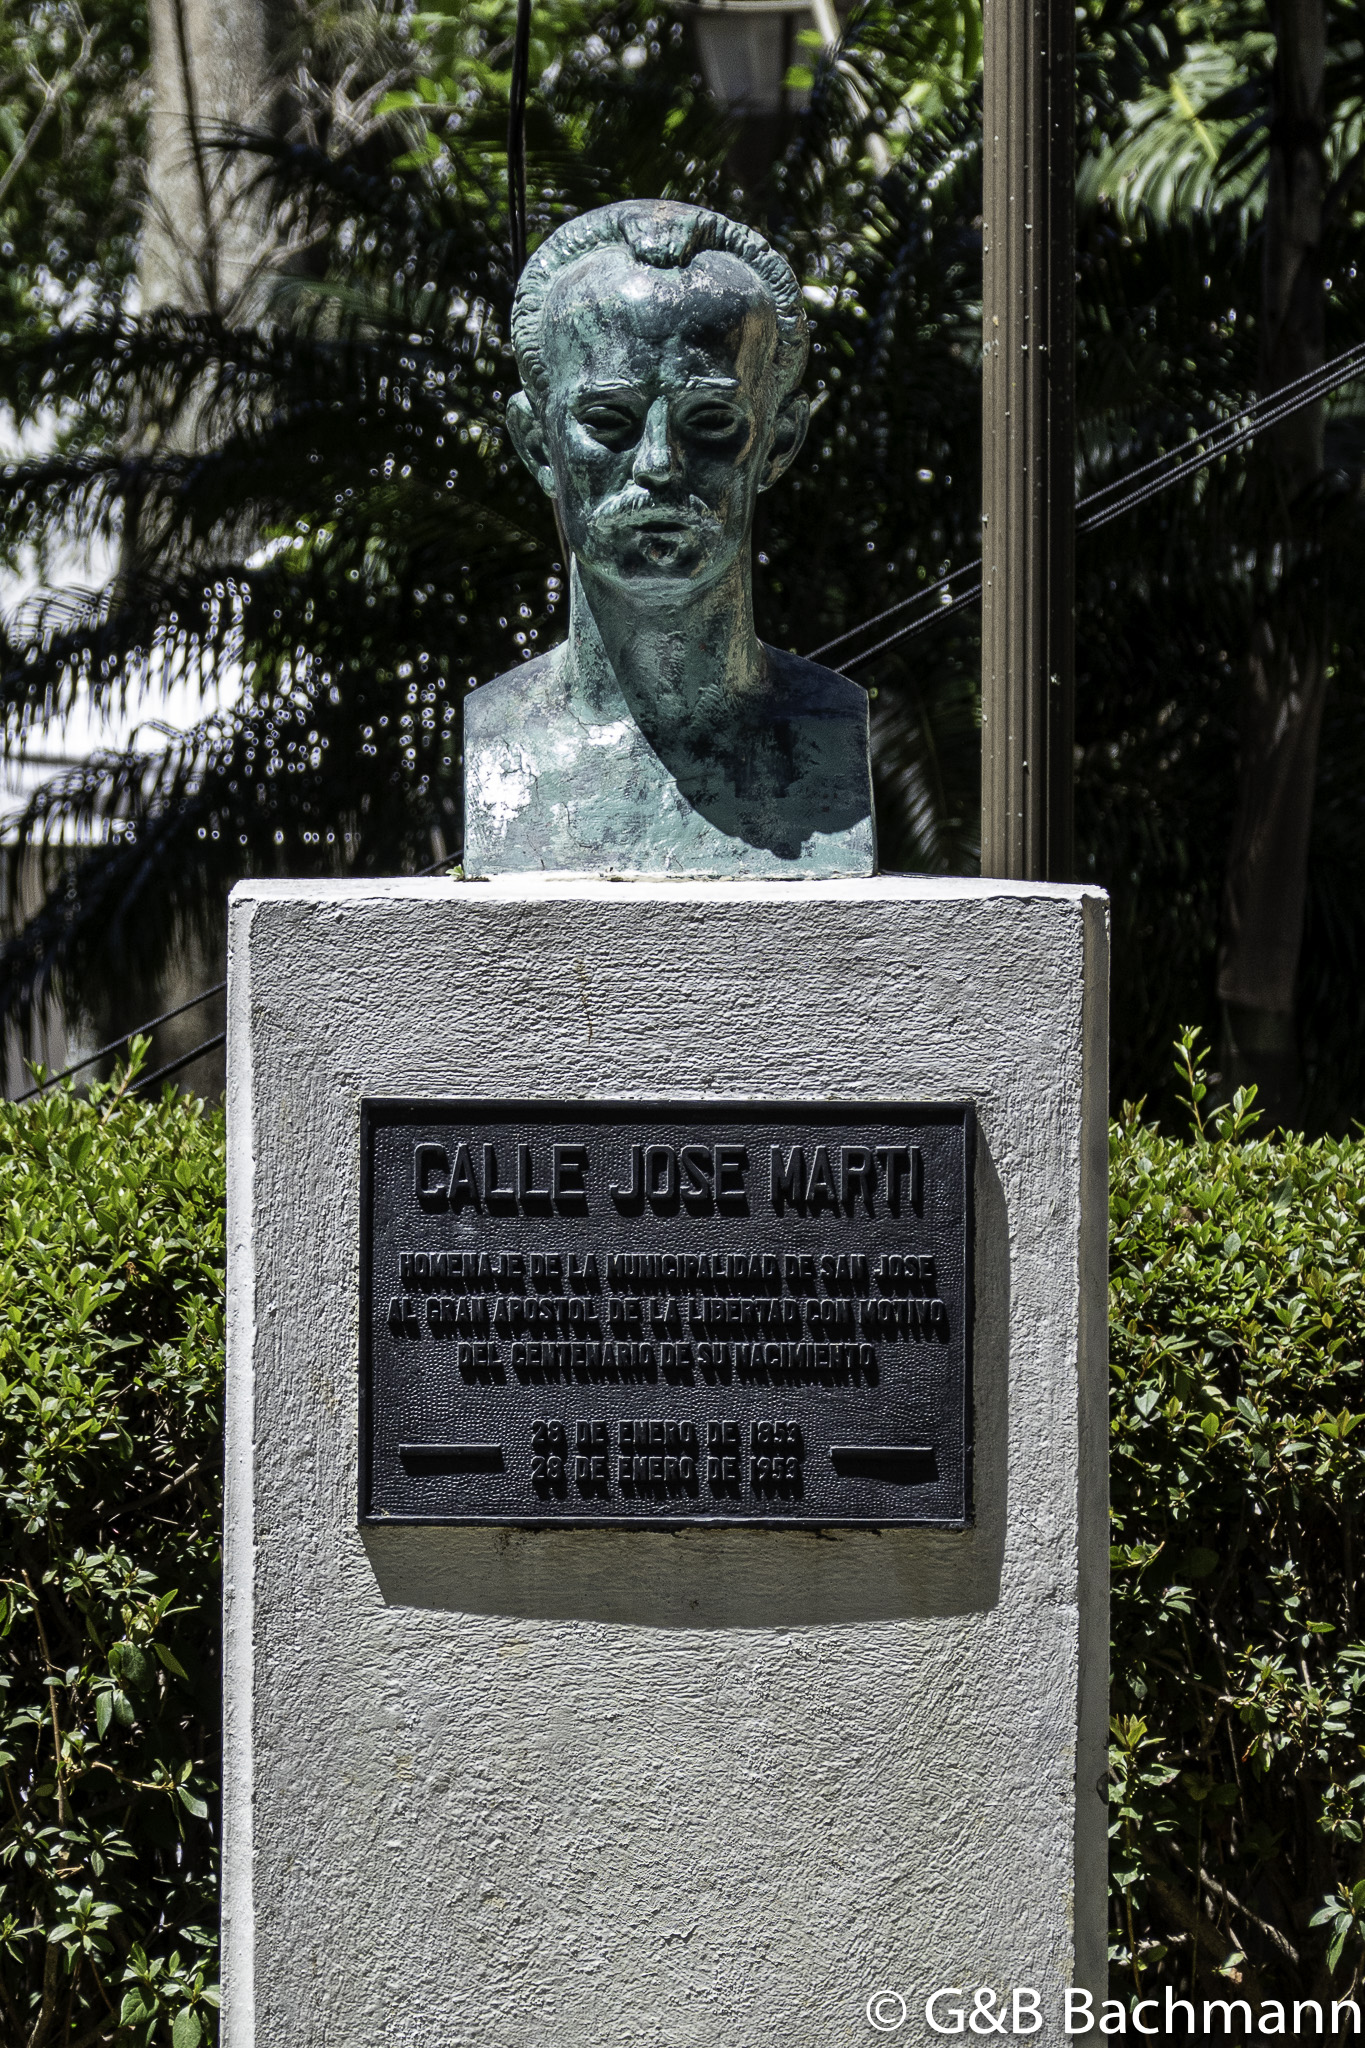 CALLE JOSE MARTI
HOMENAJE DE LA MUNICIPALIDAD DE SAN JOSE
AL GRAN APOSTOL DE LA LIBERTAD CON MOTIVO
DEL CENTENARIO DE SU NACIMIENTO
28 DE ENERO DE 1853
28 DE ENERO DE 1953
© G&B Bachmann